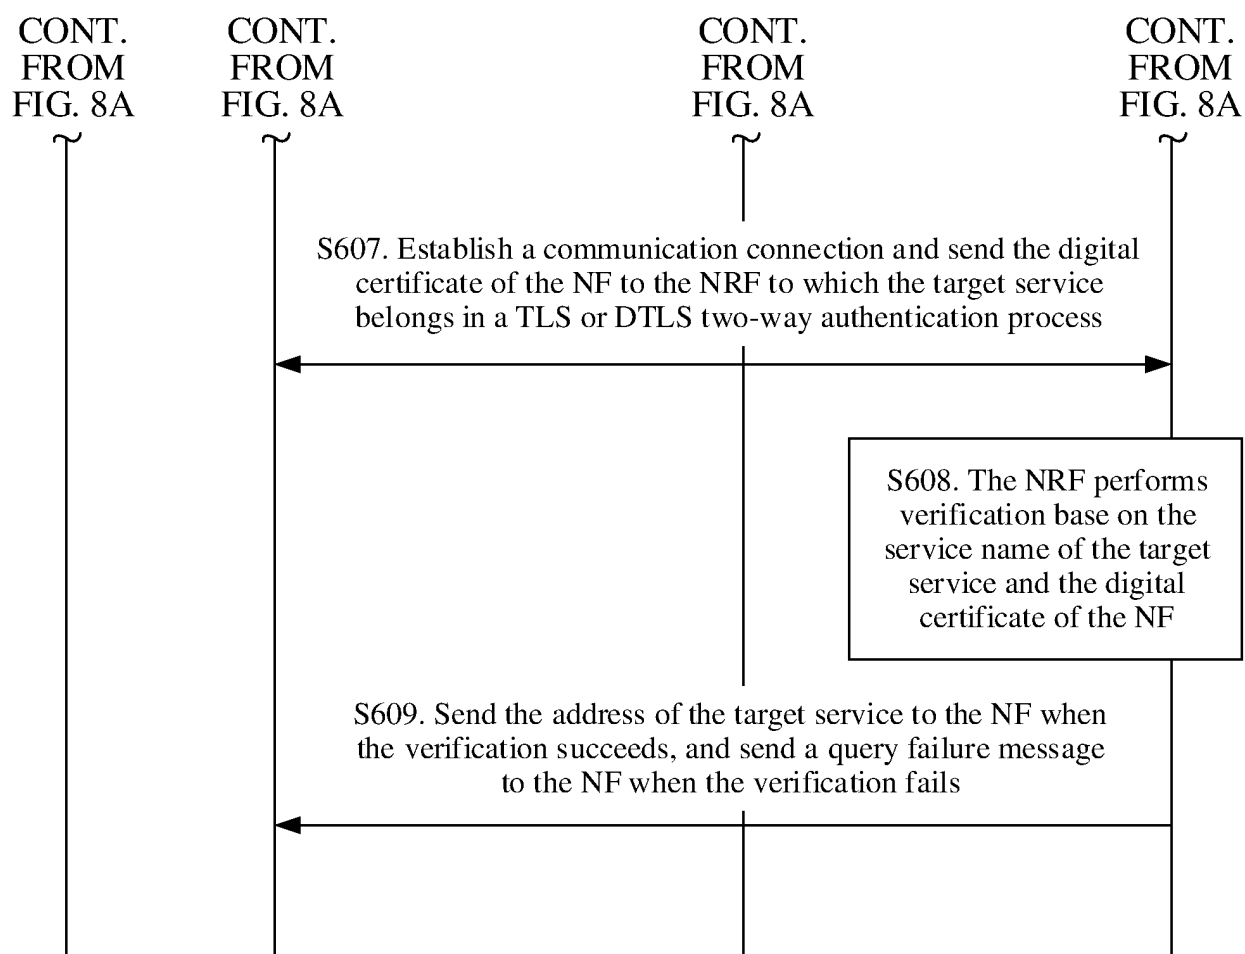 CONT.
FROM
FIG. 8A
CONT.
FROM
FIG. 8A
CONT.
FROM
FIG. 8A
CONT.
FROM
FIG. 8A
S607. Establish a communication connection and send the digital
certificate of the NF to the NRF to which the target service
belongs in a TLS or DTLS two-way authentication process
S608. The NRF performs
verification base on the
service name of the target
service and the digital
certificate of the NF
S609. Send the address of the target service to the NF when
the verification succeeds, and send a query failure message
to the NF when the verification fails